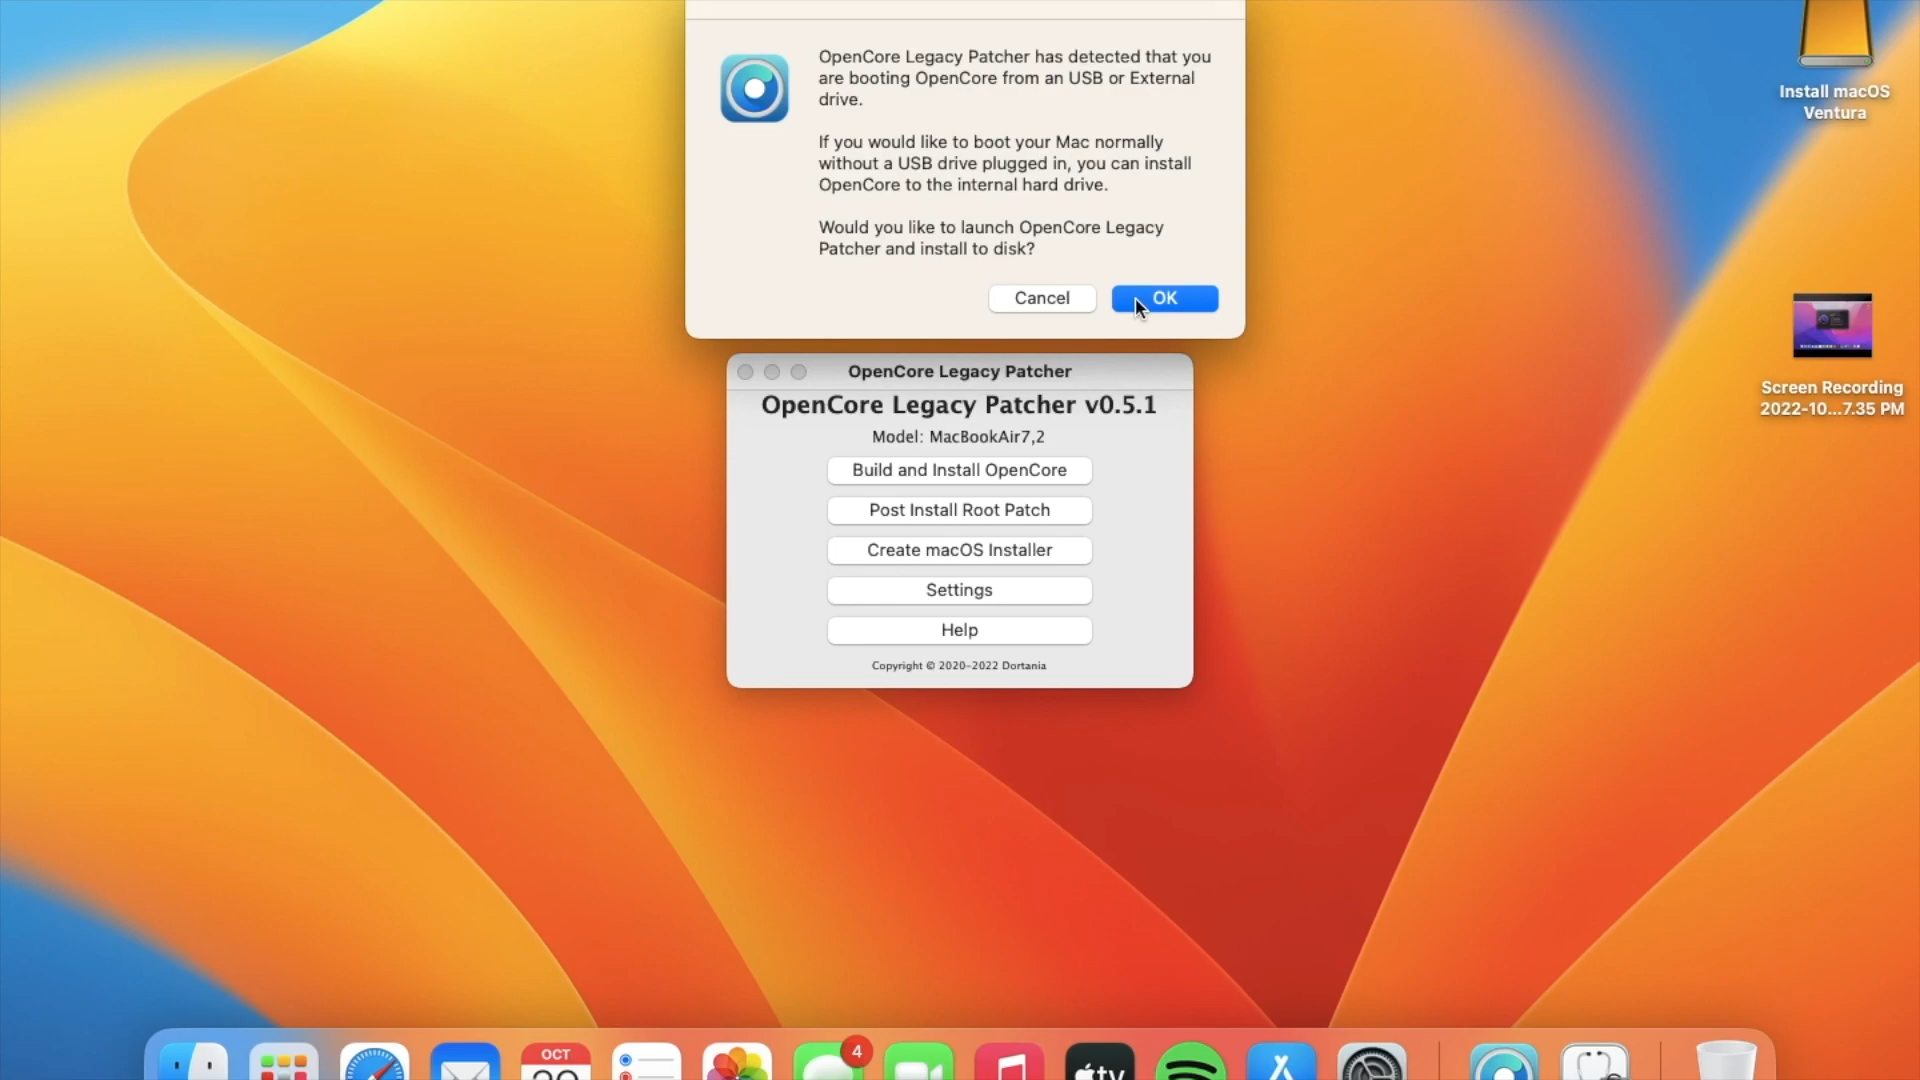 OpenCore Legacy Patcher has detected that you
are booting OpenCore from an USB or External
drive.
If you would like to boot your Mac normally
without a USB drive plugged in, you can install
OpenCore to the internal hard drive.
Would you like to launch OpenCore Legacy
Patcher and install to disk?
Cancel
OK
Install macOS
Ventura
Screen Recording
2022-10...7.35 PM
OpenCore Legacy Patcher
OpenCore Legacy Patcher v0.5.1
Model: MacBookAir7,2
Build and Install OpenCore
Post Install Root Patch
Create macOS Installer
Settings
Help
Copyright © 2020-2022 Dortania
OCT
4
tv